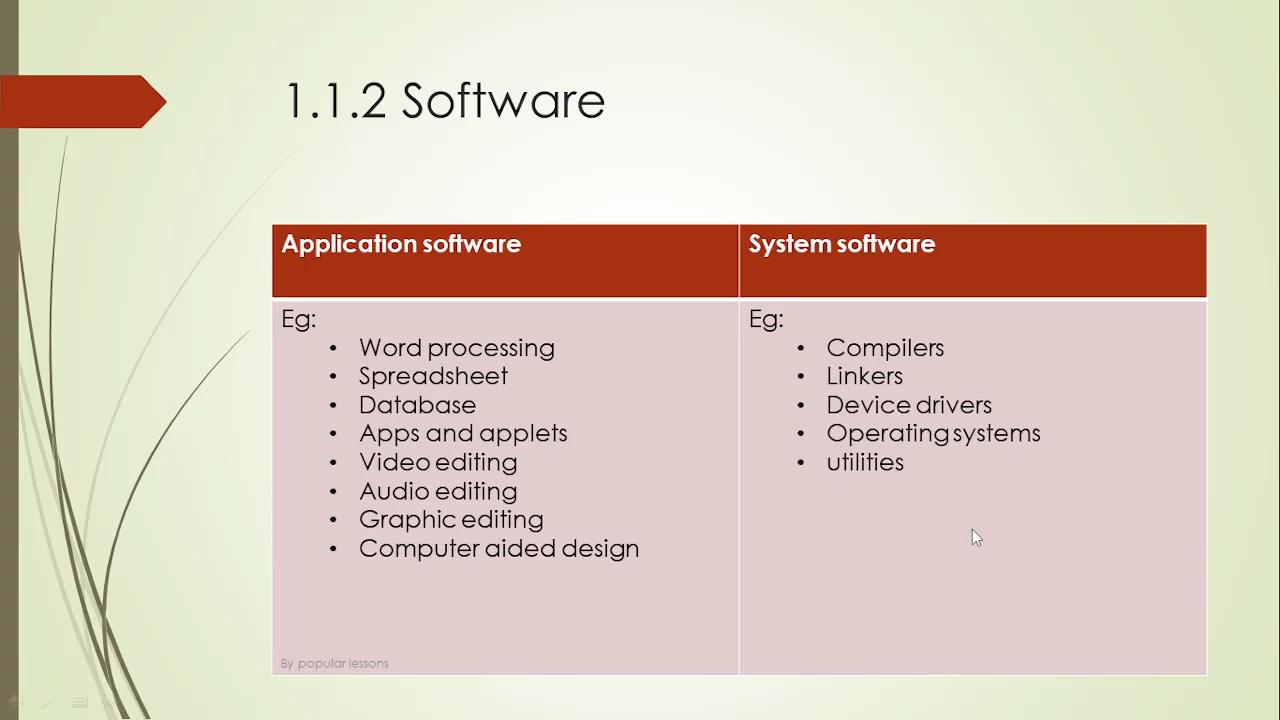 1.1.2 Software
Application software
Eg:
• Word processing
• Spreadsheet
• Database
• Apps and applets
• Video editing
• Audio editing
• Graphic editing
• Computer aided design
By popular lessons
System software
Eg:
• Compilers
• Linkers
• Device drivers
• Operating systems
• utilities